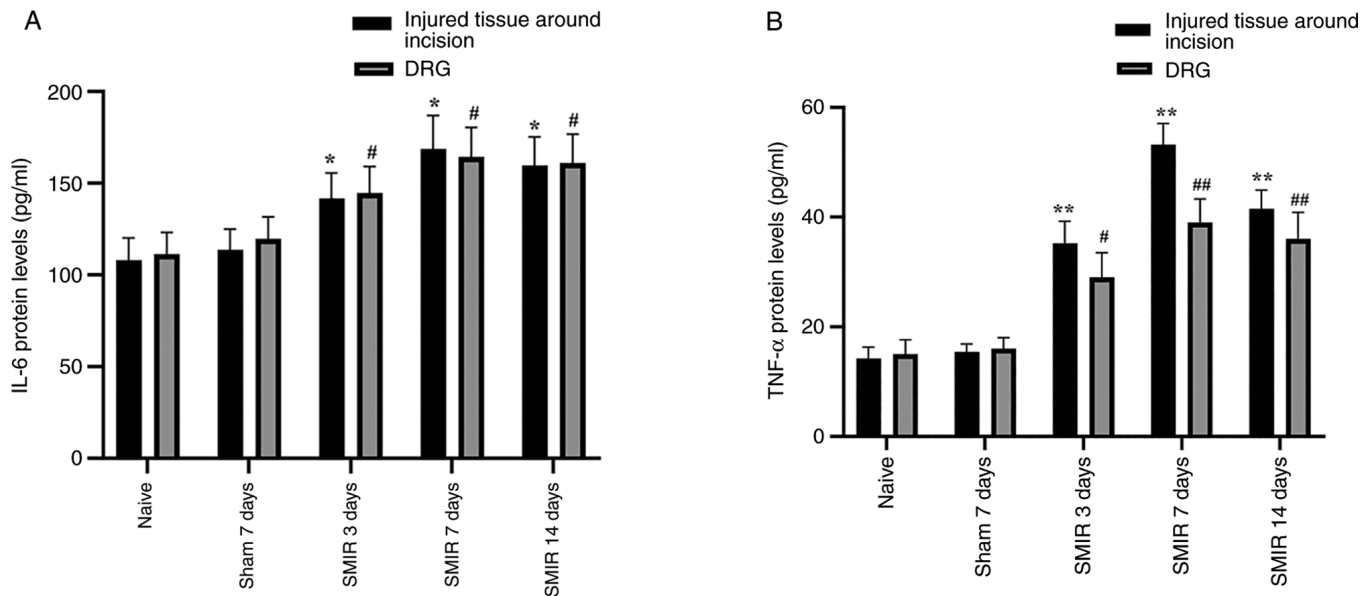 A
Injured tissue around
incision
DRG
IL-6 protein levels (pg/ml)
200
150
100
50
0
*
#
*
#
*
#
Naive
Sham 7 days
SMIR 3 days
SMIR 7 days
SMIR 14 days
B
Injured tissue around
incision
DRG
TNF-α protein levels (pg/ml)
60
40
20
0
**
#
**
##
**
##
Naive
Sham 7 days
SMIR 3 days
SMIR 7 days
SMIR 14 days